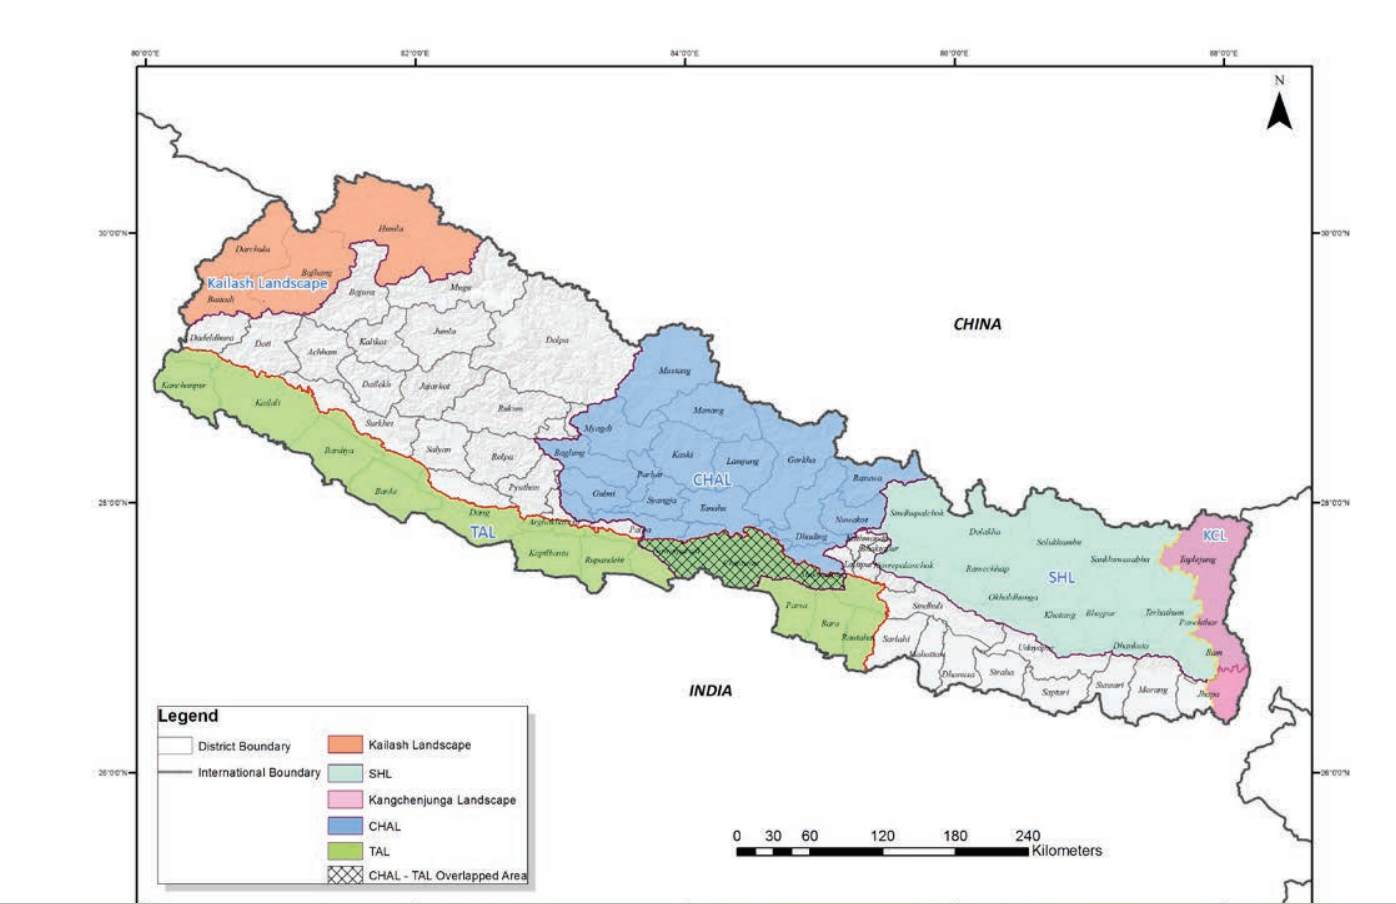 80°0'0"E 82°0'0"E 84°0'0"E 86°0'0"E 88°0'0"E
N
30°0'0"N 30°0'0"N
Humla
Darchula
Bajhang
Kailash Landscape
Baitadi
Bajura
Mugu
CHINA
Dadeldhura
Doti
Achham
Kalikot
Jumla
Dolpa
Mustang
Kanchanpur
Kailali
Dailekh
Jajarkot
Rukum
Manang
Surkhet
Myagdi
Bardiya
Salyan
Rolpa
Baglung
Kaski
Lamjung
Gorkha
Parbat
CHAL
Rasuwa
Banke
Pyuthan
Gulmi
Syangja
Tanahu
28°0'0"N 28°0'0"N
Dang
Nuwakot
Sindhupalchok
TAL
Palpa
Dhading
Dolakha
Solukhumbu
KCL
Kapilbastu
Rupandehi
Lalitpur
Ramechhap
Sankhuwasabha
Taplejung
SHL
Parsa
Sindhuli
Okhaldhunga
Khotang
Bhojpur
Terhathum
Panchthar
Bara
Rautahat
Sarlahi
Udayapur
Dhankuta
Ilam
Mahottari
Dhanusa
Siraha
Saptari
Sunsari
Morang
Jhapa
INDIA
Legend
District Boundary
International Boundary
Kailash Landscape
SHL
Kangchenjunga Landscape
CHAL
TAL
CHAL - TAL Overlapped Area
26°0'0"N 26°0'0"N
0 30 60 120 180 240
Kilometers